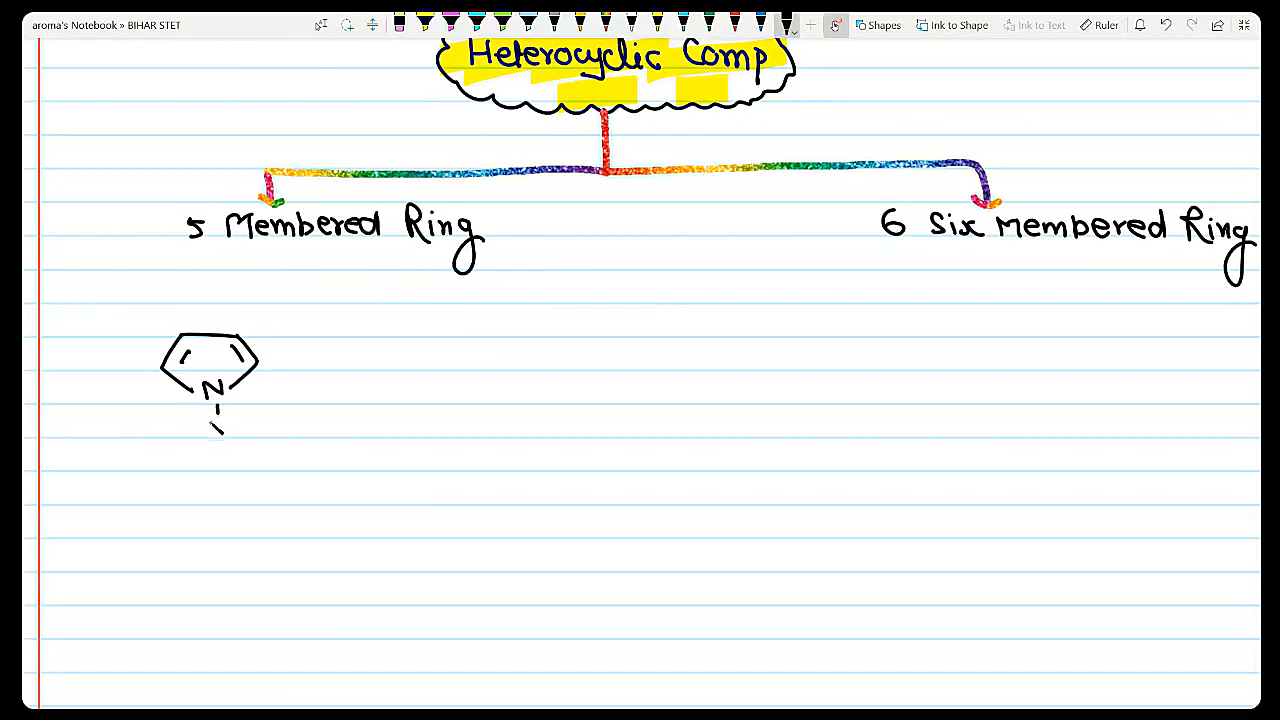 aroma's Notebook » BIHAR STET
Shapes Ink to Shape Ink to Text Ruler
Heterocyclic Comp
5 Membered Ring
6 Six Membered Ring
N